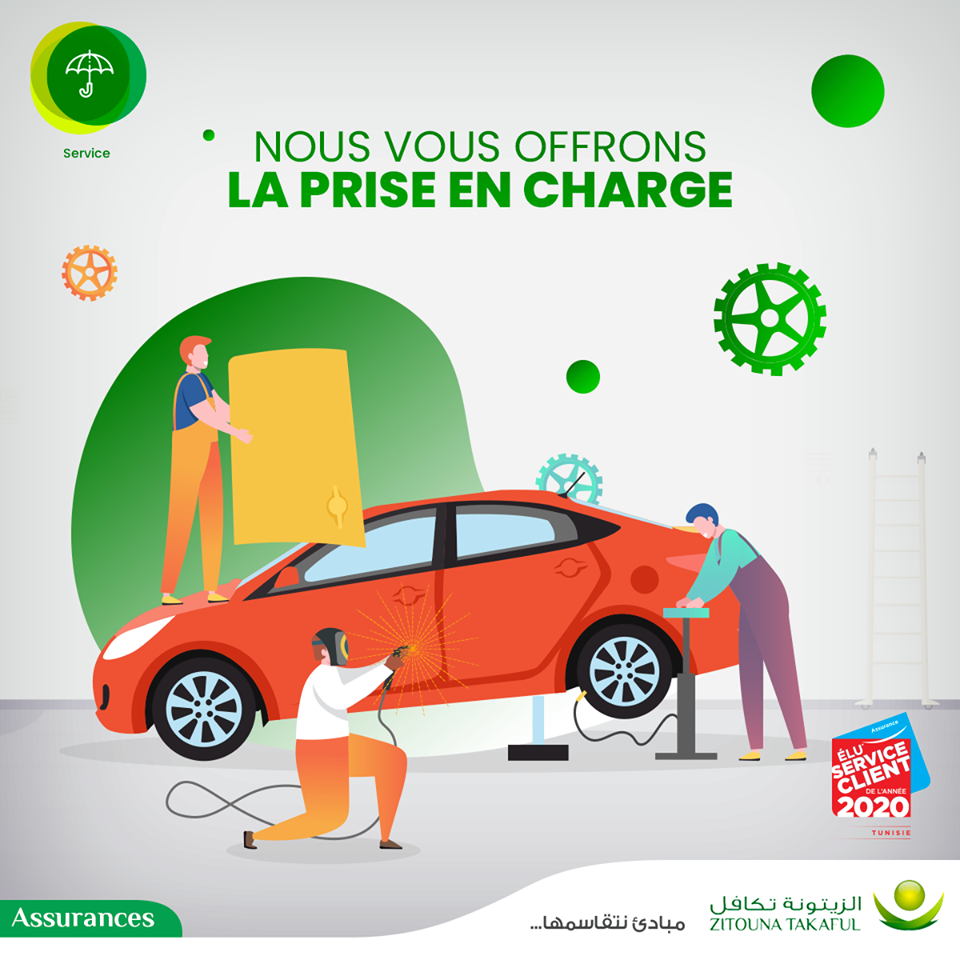 Service
NOUS VOUS OFFRONS
LA PRISE EN CHARGE
Assurance
ÉLU
SERVICE
CLIENT
DE L'ANNÉE
2020
TUNISIE
Assurances
مبادئ نتقاسمها...
الزيتونة تكافل
ZITOUNA TAKAFUL